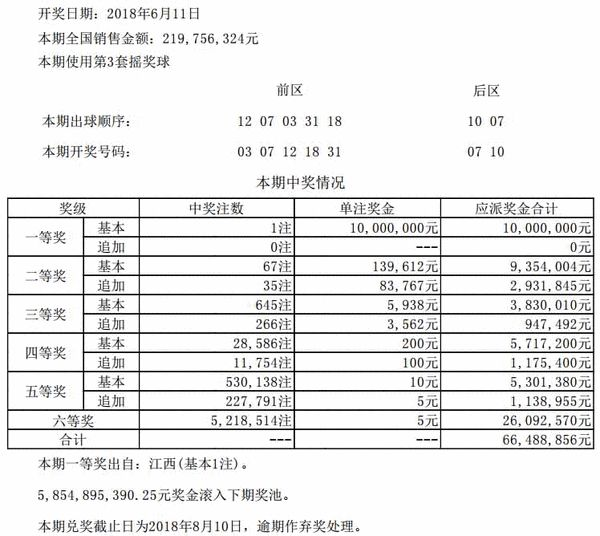 开奖日期: 2018年6月11日
本期全国销售金额: 219,756,324元
本期使用第3套摇奖球
前区 后区
本期出球顺序: 12 07 03 31 18 10 07
本期开奖号码: 03 07 12 18 31 07 10
本期中奖情况
奖级 中奖注数 单注奖金 应派奖金合计
一等奖 基本 1注 10,000,000元 10,000,000元
追加 0注 --- 0元
二等奖 基本 67注 139,612元 9,354,004元
追加 35注 83,767元 2,931,845元
三等奖 基本 645注 5,938元 3,830,010元
追加 266注 3,562元 947,492元
四等奖 基本 28,586注 200元 5,717,200元
追加 11,754注 100元 1,175,400元
五等奖 基本 530,138注 10元 5,301,380元
追加 227,791注 5元 1,138,955元
六等奖 5,218,514注 5元 26,092,570元
合计 --- --- 66,488,856元
本期一等奖出自: 江西(基本1注)。
5,854,895,390.25元奖金滚入下期奖池。
本期兑奖截止日为2018年8月10日，逾期作弃奖处理。